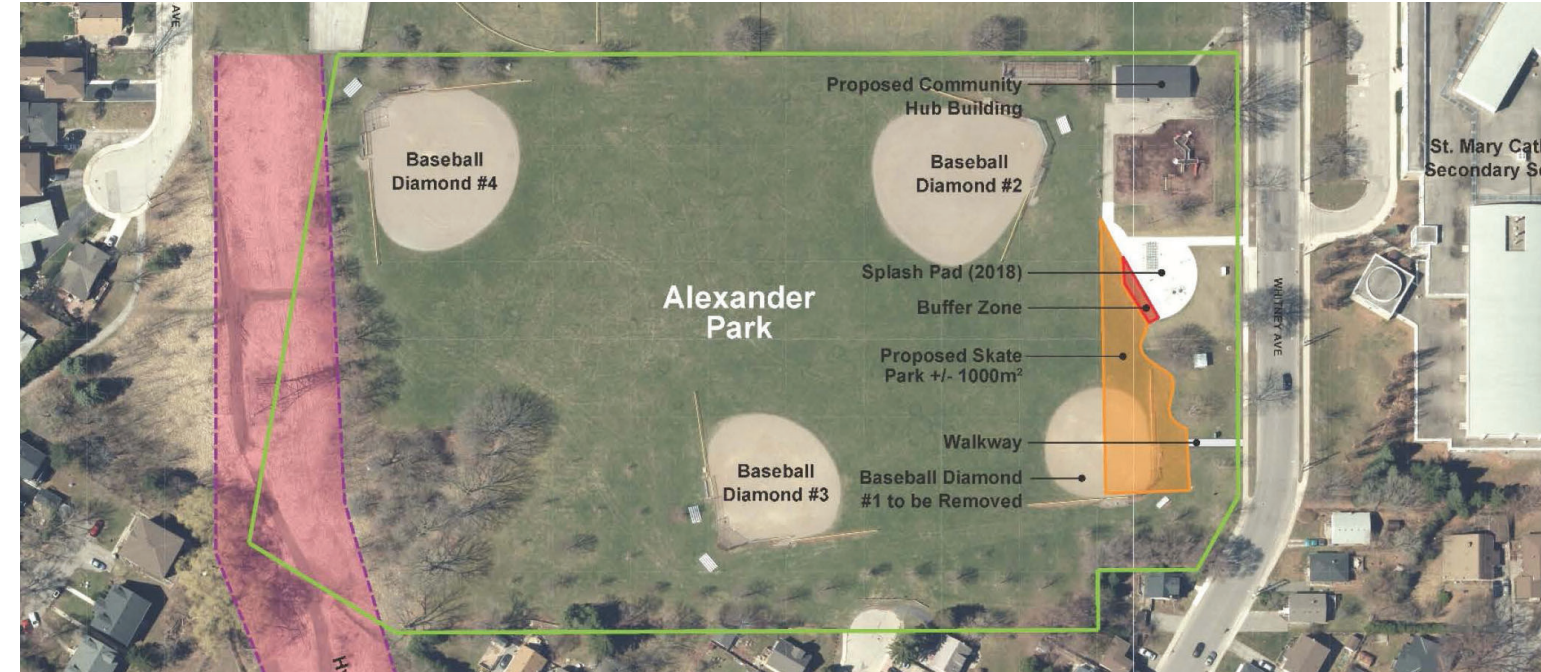 AVE
Proposed Community
Hub Building
Baseball
Diamond #4
Baseball
Diamond #2
St. Mary
Secondary
Splash Pad (2018)
Buffer Zone
WHITNEY AVE
Alexander
Park
Proposed Skate
Park +/- 1000m²
Walkway
Baseball
Diamond #3
Baseball Diamond
#1 to be Removed